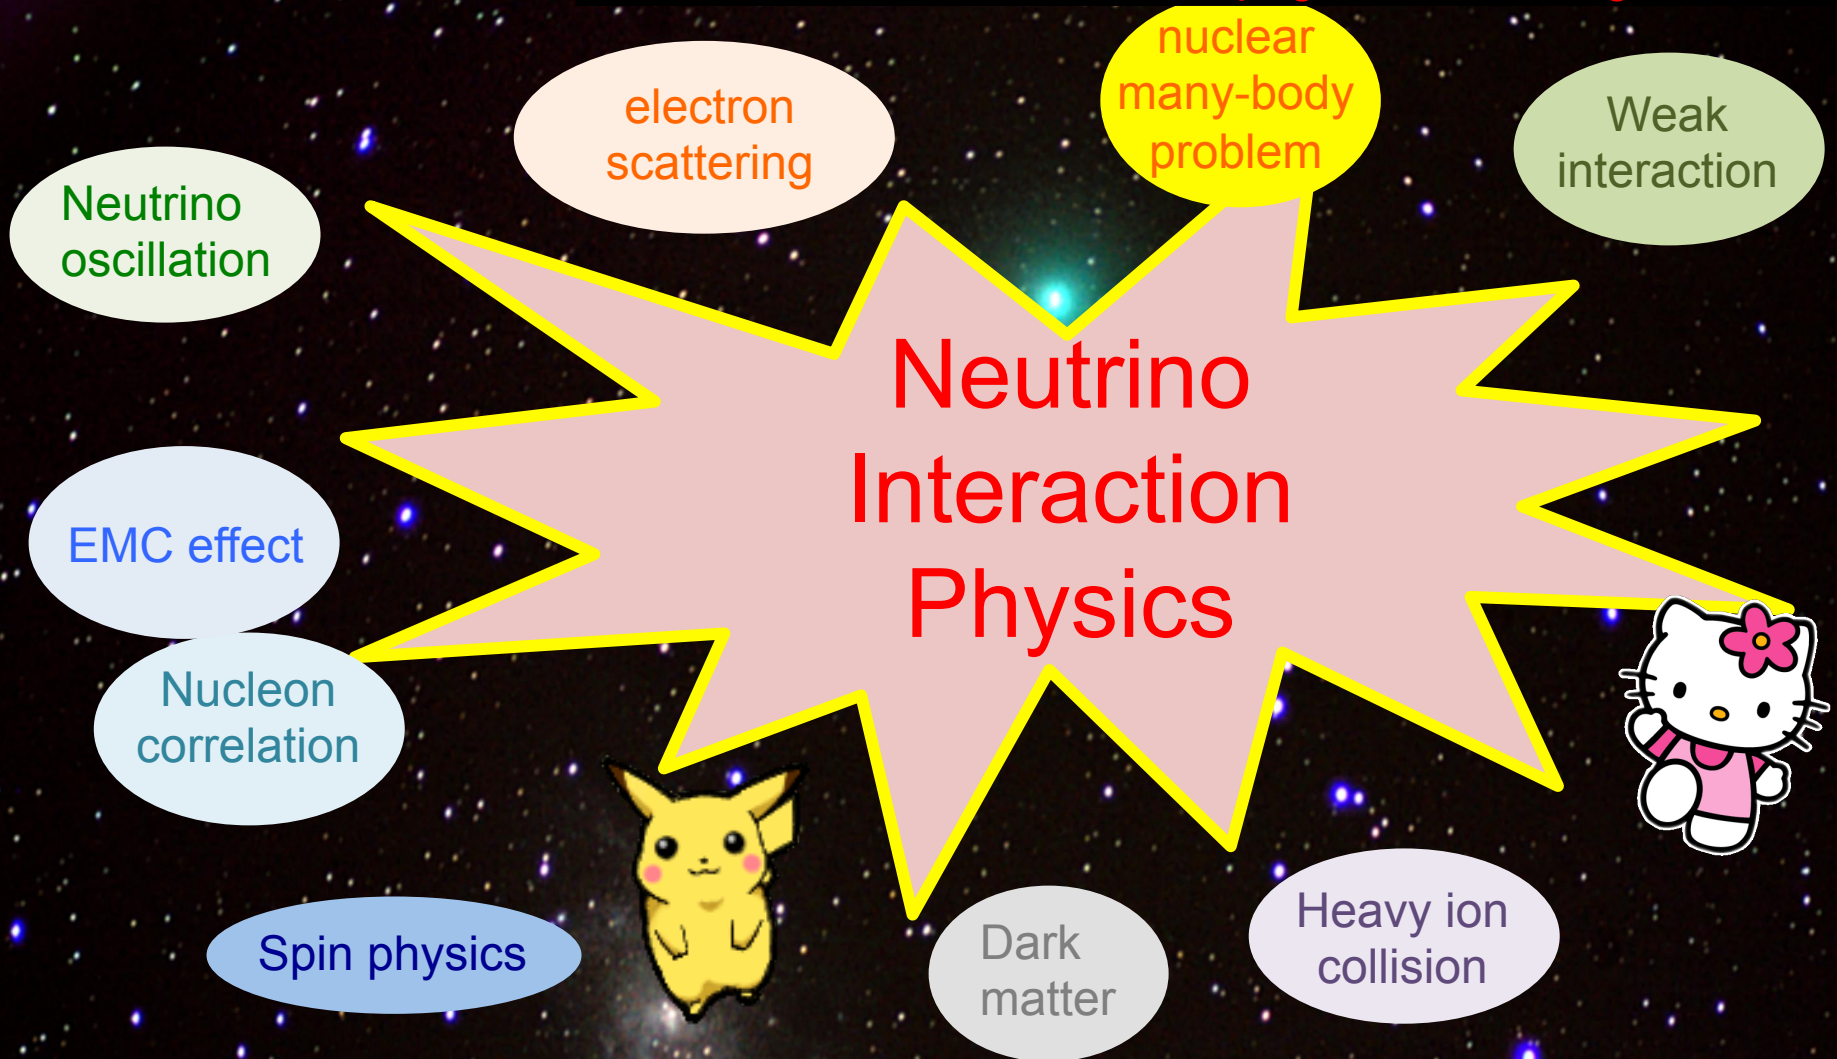 nuclear
many-body
problem
electron
scattering
Weak
interaction
Neutrino
oscillation
Neutrino
Interaction
Physics
EMC effect
Nucleon
correlation
Spin physics
Dark
matter
Heavy ion
collision